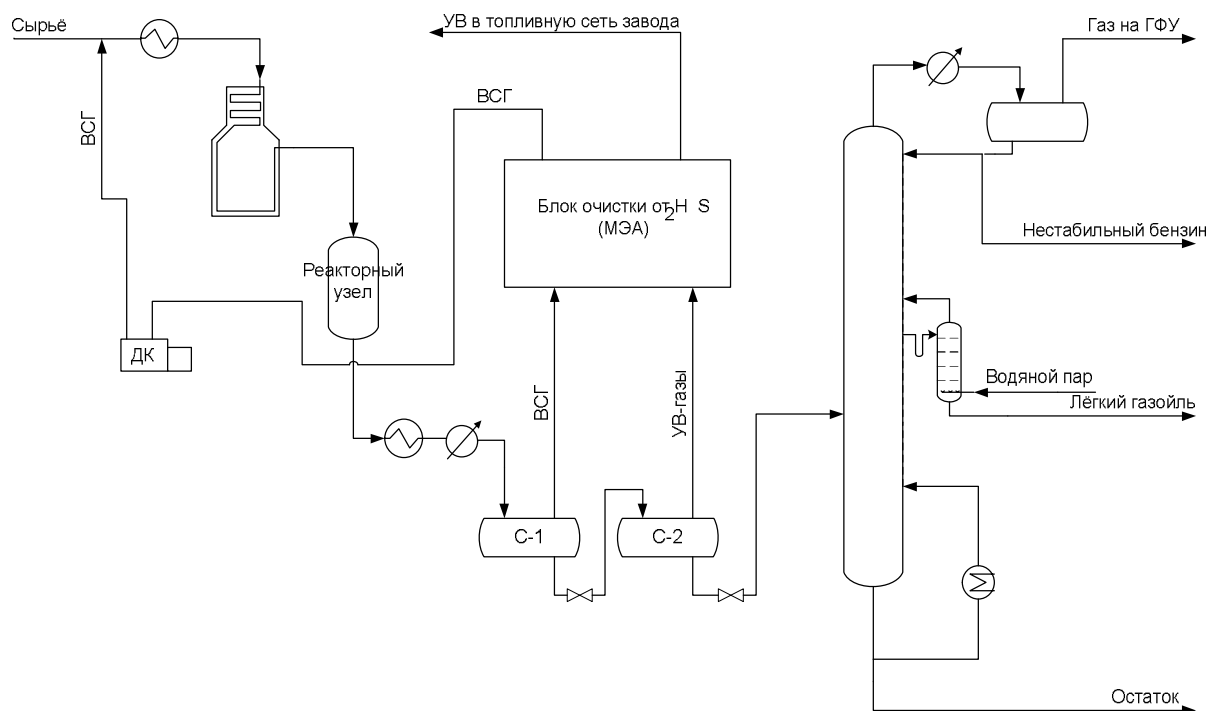 Сырьё
УВ в топливную сеть завода
Газ на ГФУ
ВСГ
ВСГ
Блок очистки от H2S
(МЭА)
Нестабильный бензин
Реакторный
узел
ДК
ВСГ
УВ-газы
Водяной пар
Лёгкий газойль
С-1
С-2
Остаток